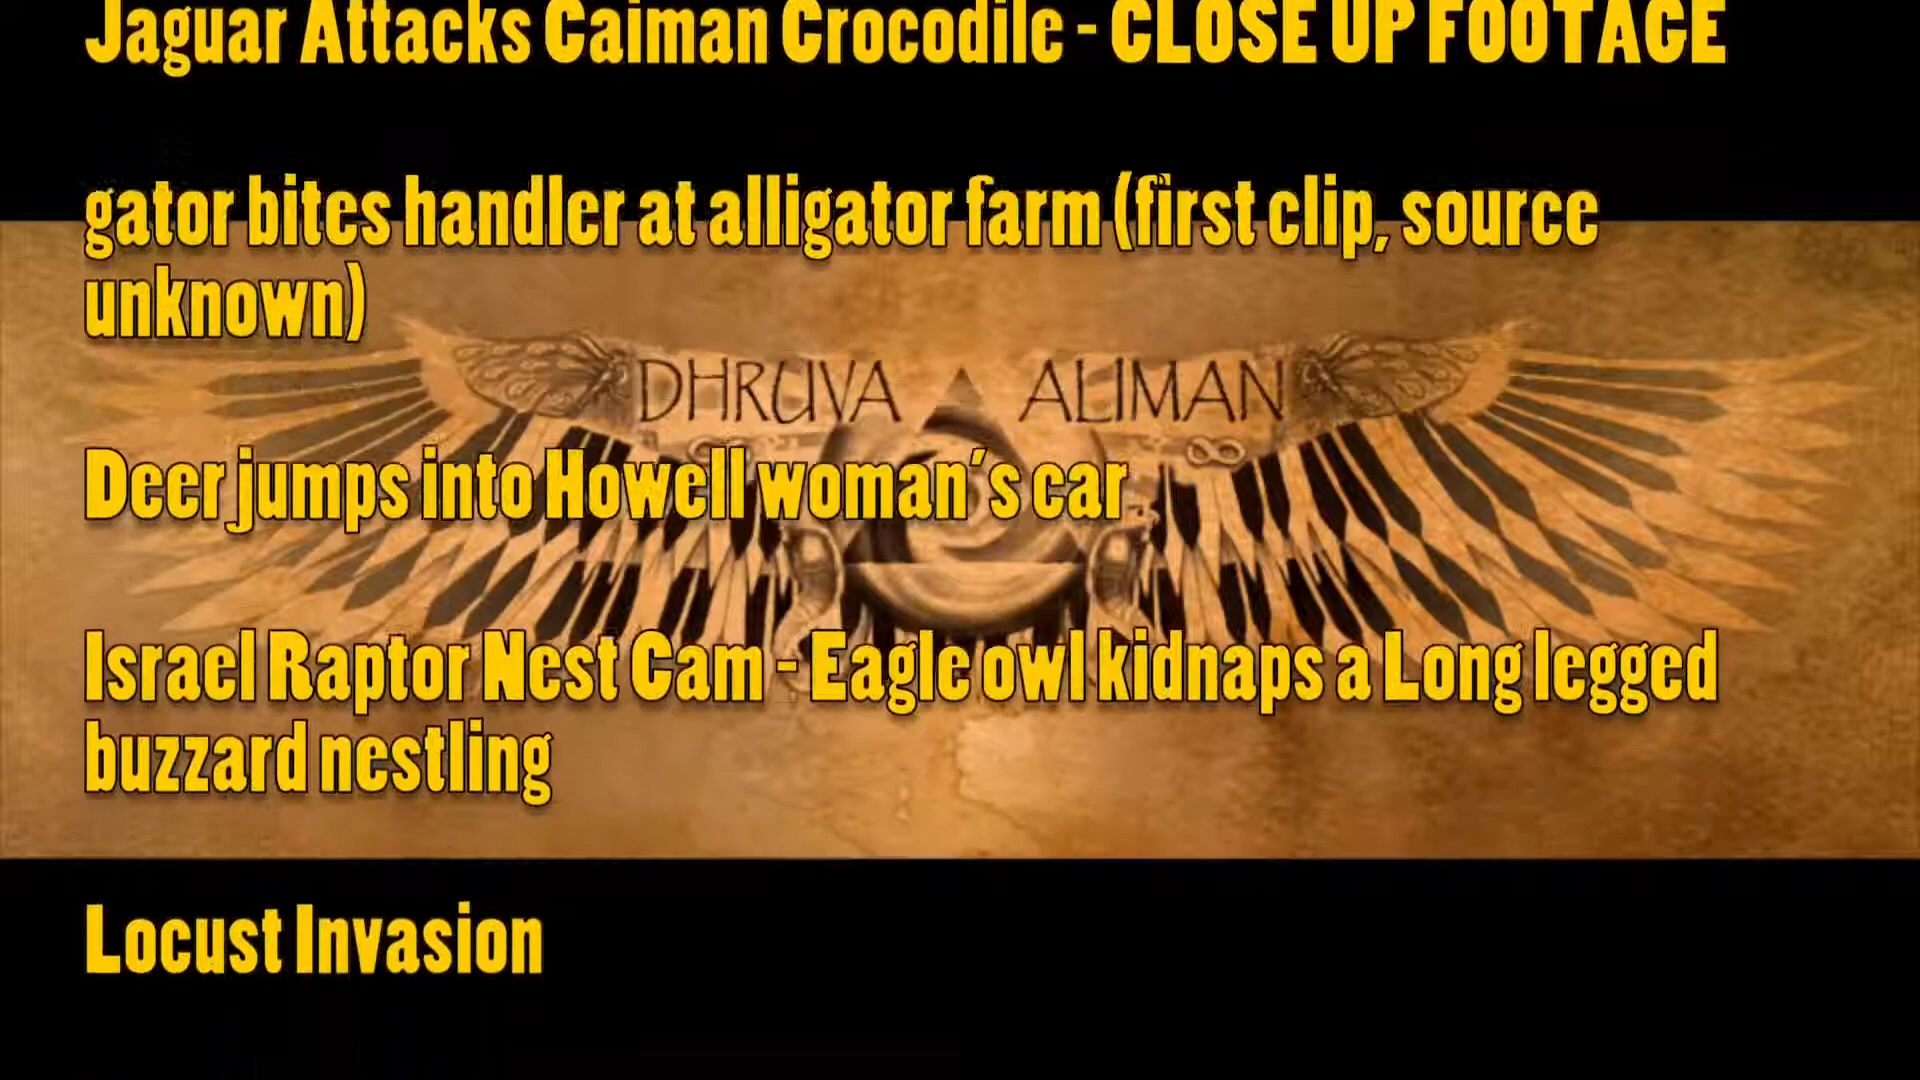 Jaguar Attacks Caiman Crocodile - CLOSE UP FOOTAGE
gator bites handler at alligator farm (first clip, source
unknown)
DHRUVA ALIMAN
Deer jumps into Howell woman's car
Israel Raptor Nest Cam - Eagle owl kidnaps a Long legged
buzzard nestling
Locust Invasion